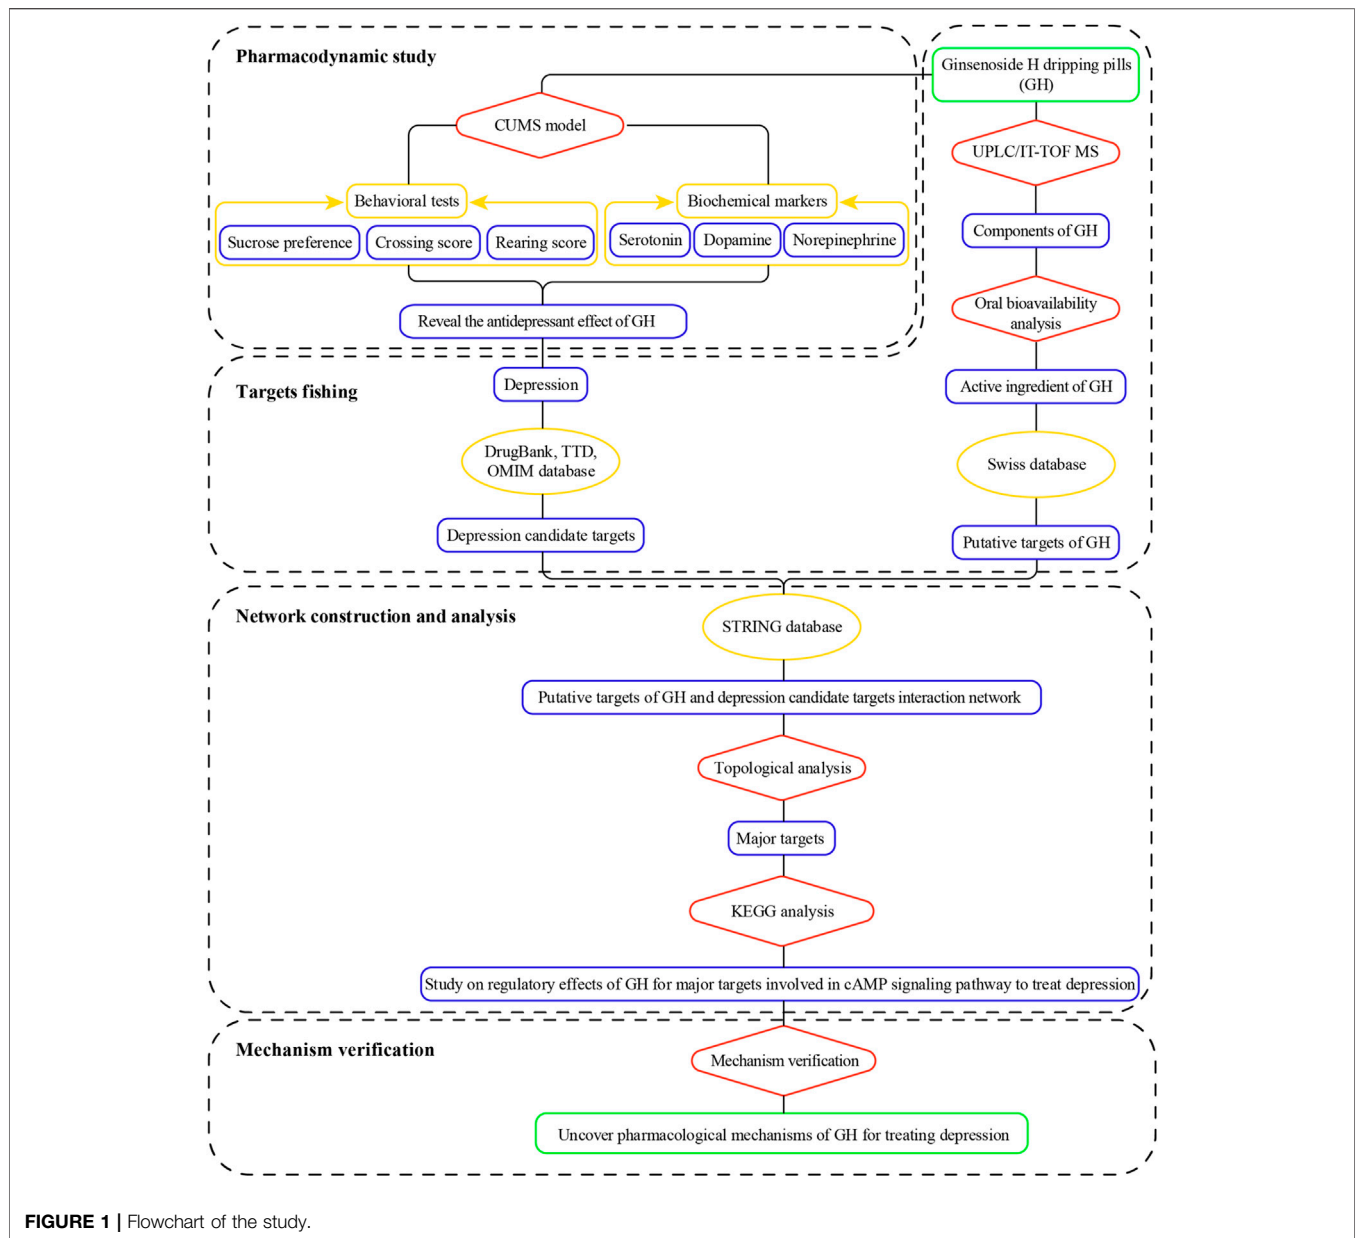 Pharmacodynamic study
Ginsenoside H dripping pills
(GH)
CUMS model
UPLC/IT-TOF MS
Behavioral tests
Biochemical markers
Sucrose preference
Crossing score
Rearing score
Serotonin
Dopamine
Norepinephrine
Components of GH
Oral bioavailability
analysis
Reveal the antidepressant effect of GH
Targets fishing
Depression
Active ingredient of GH
DrugBank, TTD,
OMIM database
Swiss database
Depression candidate targets
Putative targets of GH
Network construction and analysis
STRING database
Putative targets of GH and depression candidate targets interaction network
Topological analysis
Major targets
KEGG analysis
Study on regulatory effects of GH for major targets involved in cAMP signaling pathway to treat depression
Mechanism verification
Mechanism verification
Uncover pharmacological mechanisms of GH for treating depression
FIGURE 1 | Flowchart of the study.